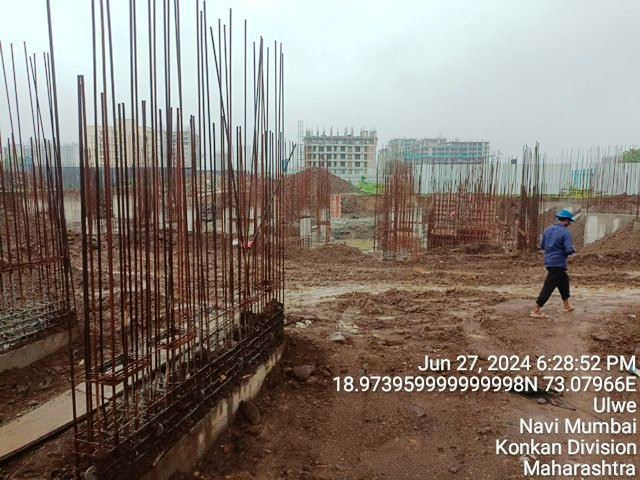 Jun 27, 2024 6:28:52 PM
18.973959999999998N 73.07966E
Ulwe
Navi Mumbai
Konkan Division
Maharashtra